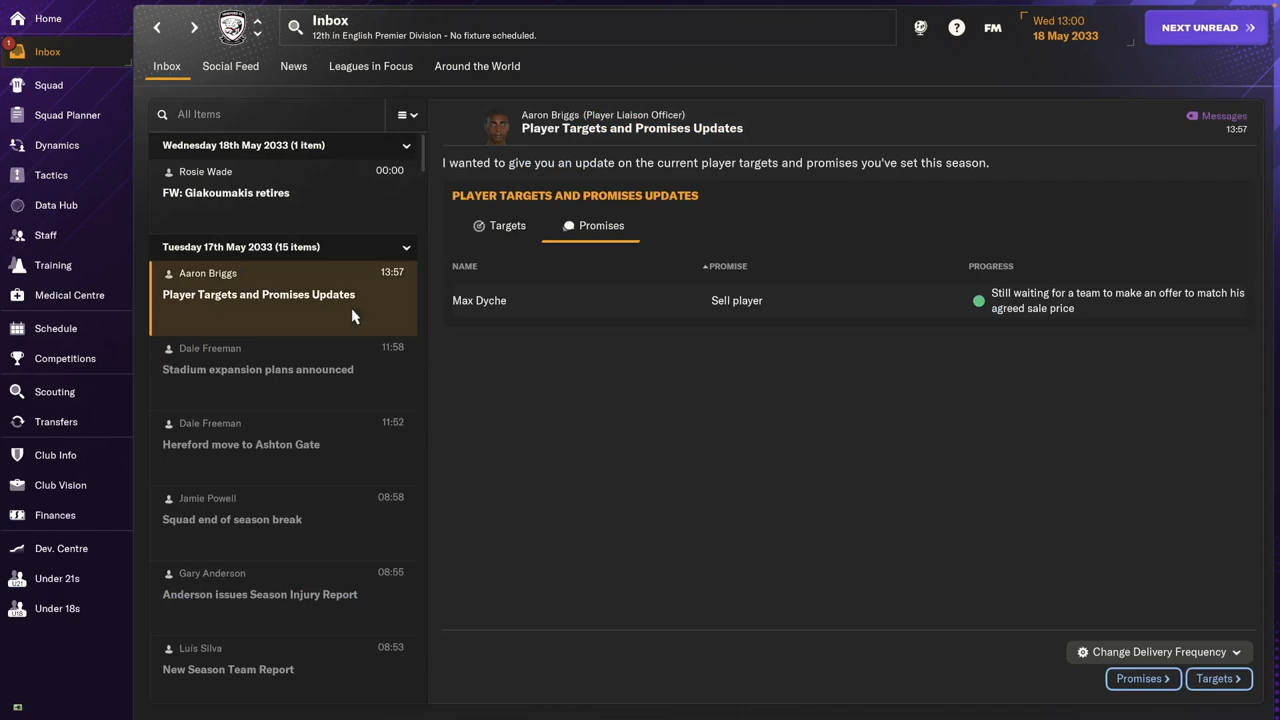 Home
1
Inbox
Squad
Squad Planner
Dynamics
Tactics
Data Hub
Staff
Training
Medical Centre
Schedule
Competitions
Scouting
Transfers
Club Info
Club Vision
Finances
Dev. Centre
U21
Under 21s
U18
Under 18s
Inbox
12th in English Premier Division - No fixture scheduled.
?
FM
Wed 13:00
18 May 2033
NEXT UNREAD
Inbox
Social Feed
News
Leagues in Focus
Around the World
All Items
Wednesday 18th May 2033 (1 item)
Rosie Wade
00:00
FW: Giakoumakis retires
Tuesday 17th May 2033 (15 items)
Aaron Briggs
13:57
Player Targets and Promises Updates
Dale Freeman
11:58
Stadium expansion plans announced
Dale Freeman
11:52
Hereford move to Ashton Gate
Jamie Powell
08:58
Squad end of season break
Gary Anderson
08:55
Anderson issues Season Injury Report
Luís Silva
08:53
New Season Team Report
Aaron Briggs (Player Liaison Officer)
Player Targets and Promises Updates
Messages
13:57
I wanted to give you an update on the current player targets and promises you've set this season.
PLAYER TARGETS AND PROMISES UPDATES
Targets
Promises
NAME
PROMISE
PROGRESS
Max Dyche
Sell player
Still waiting for a team to make an offer to match his
agreed sale price
Change Delivery Frequency
Promises
Targets